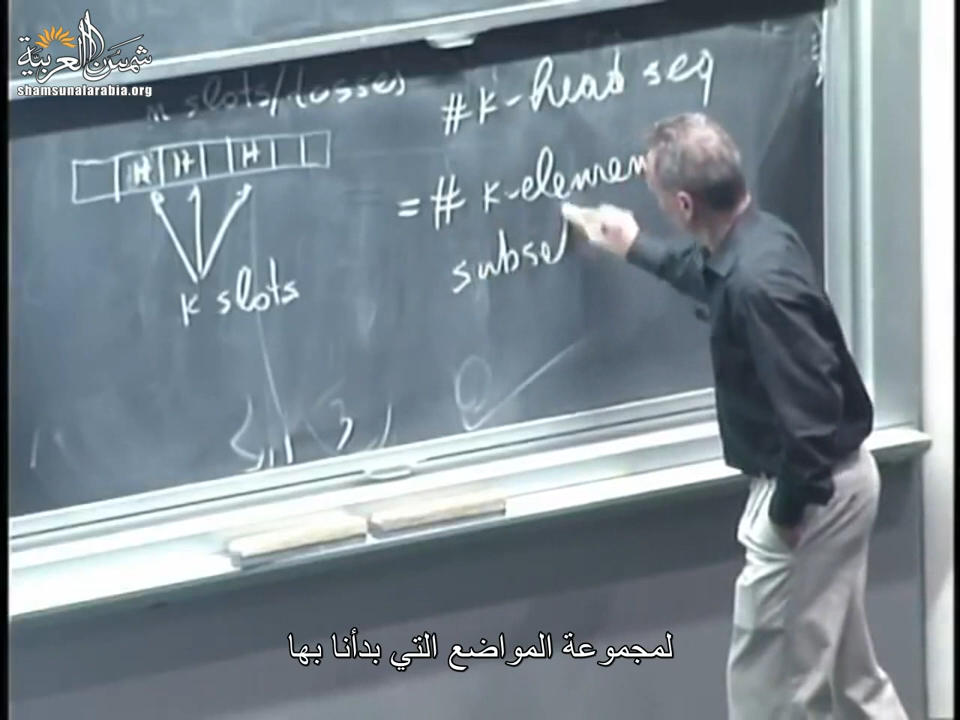 شمس العربية
shamsunalarabia.org
n slots/tosses
H H H
k slots
# k-head seq
= # k-elemen
subse
لمجموعة المواضع التي بدأنا بها